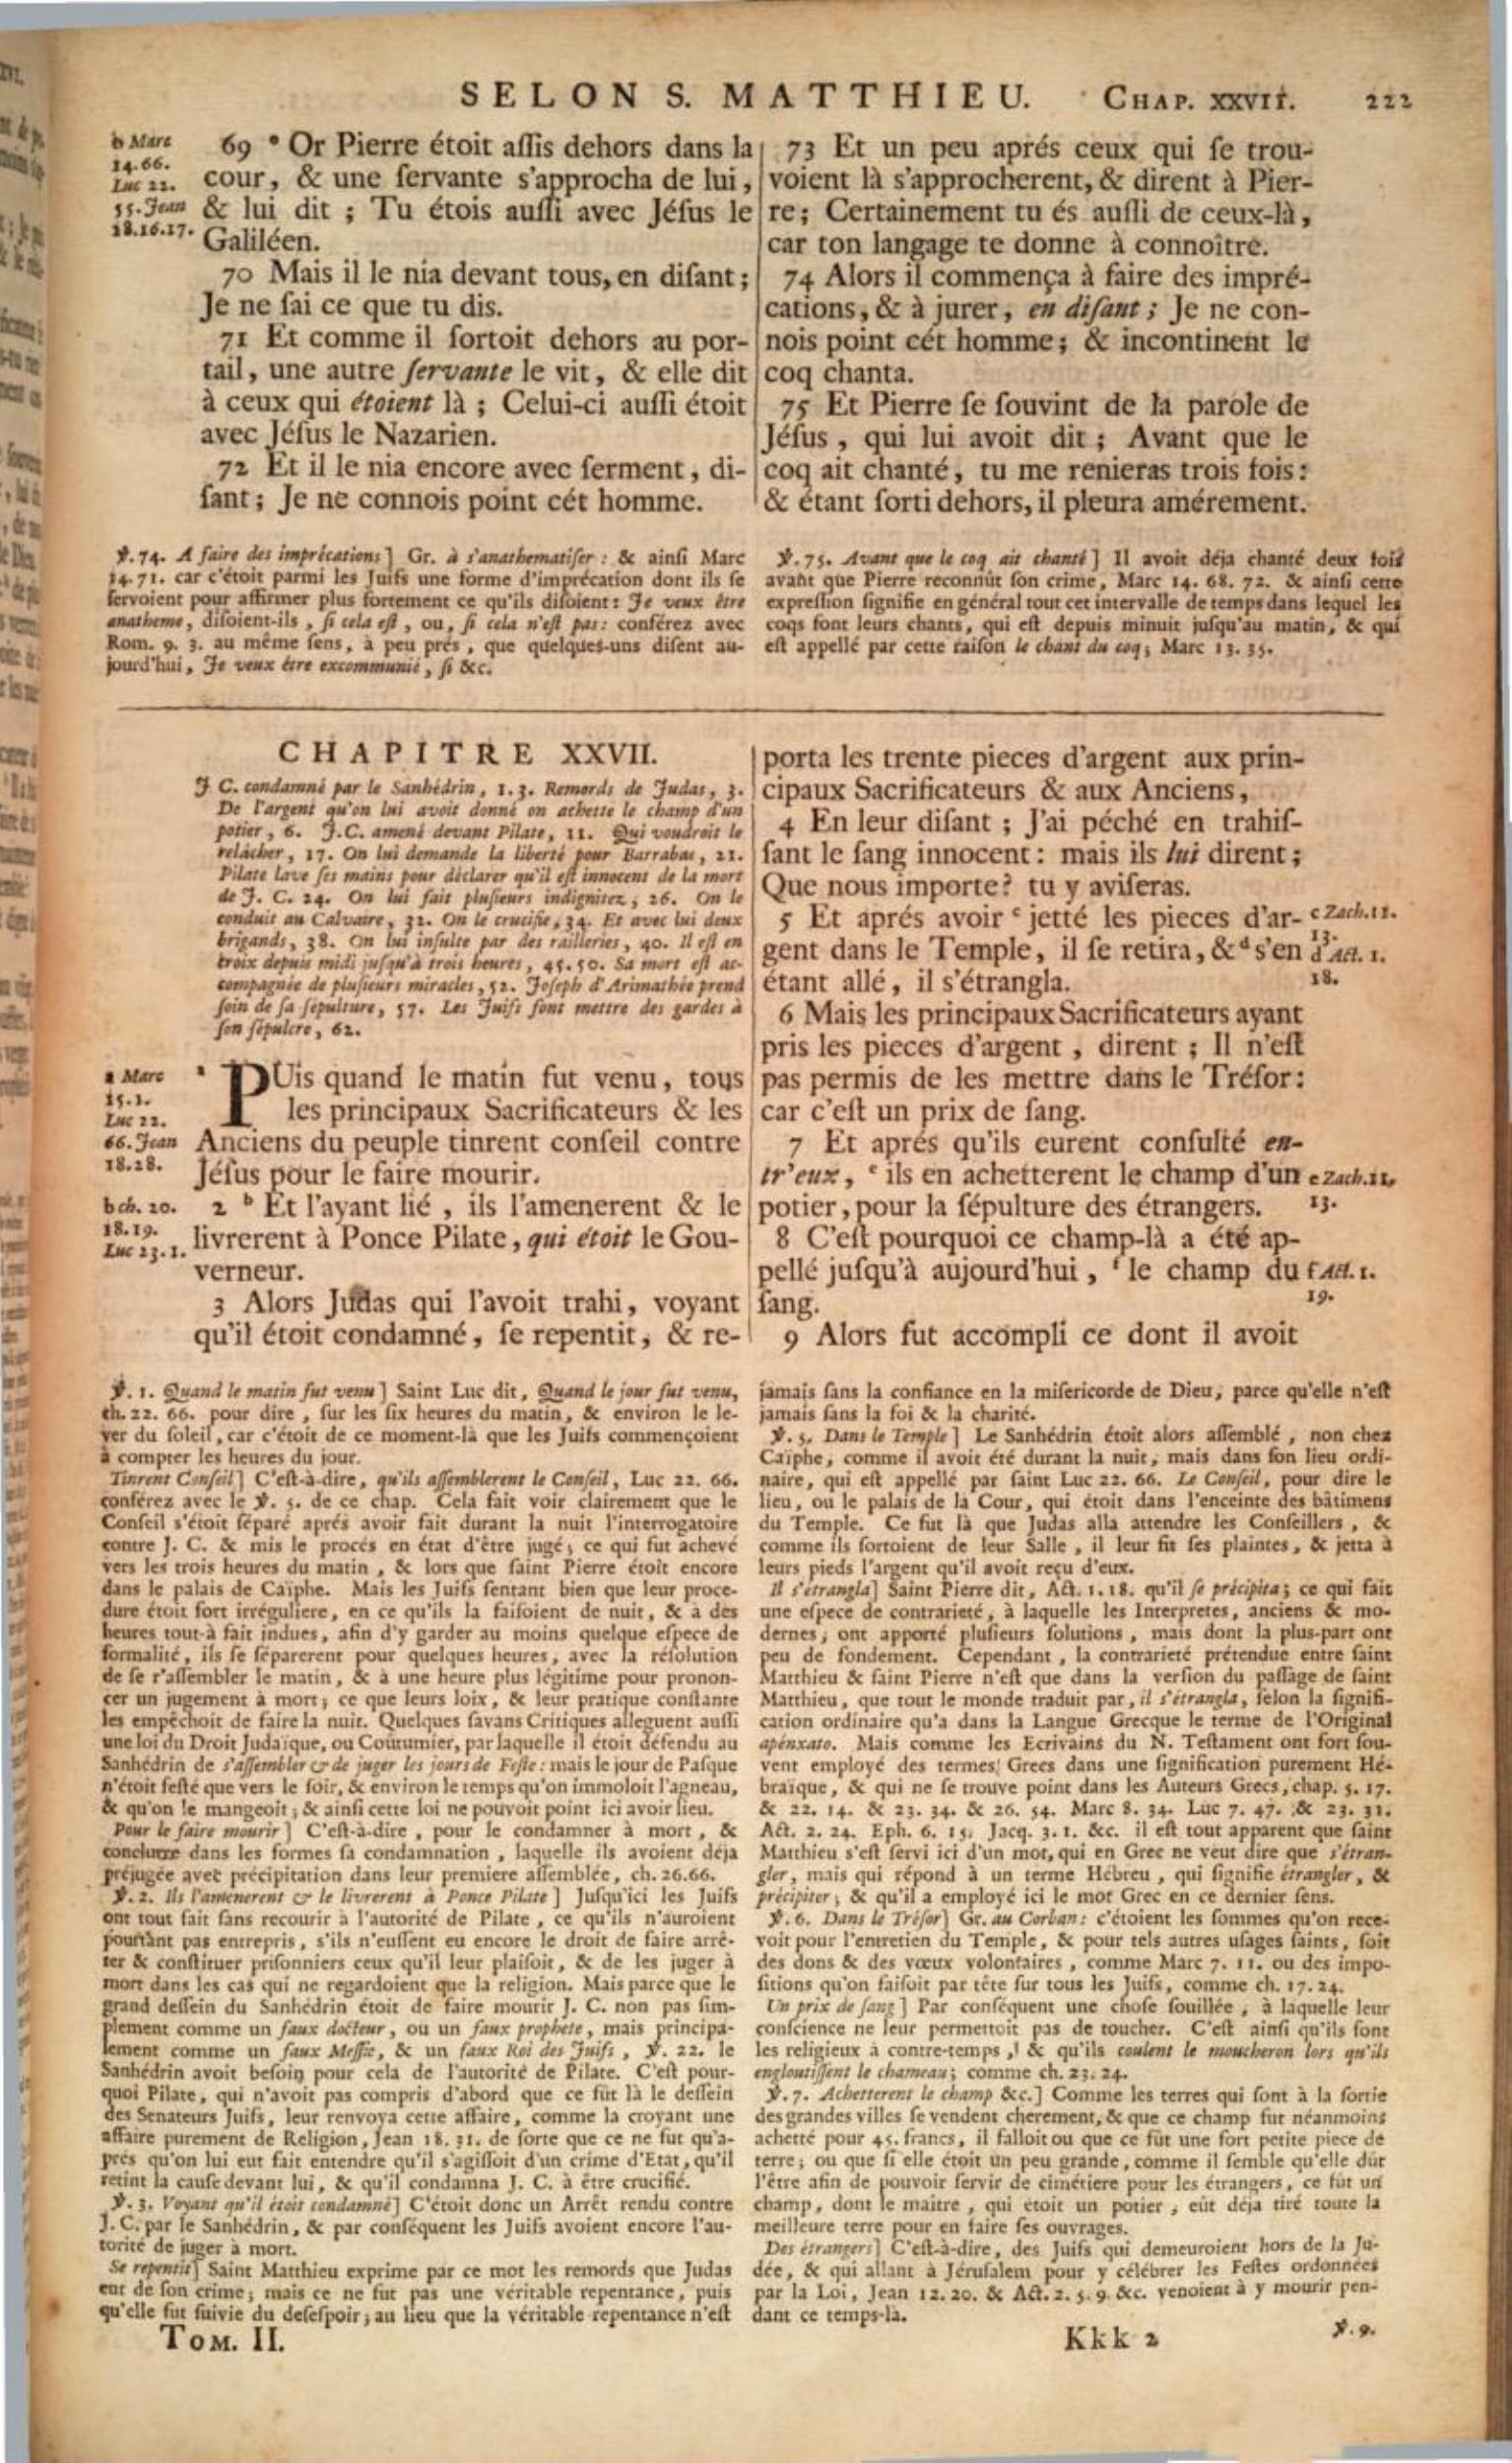 SELON S. MATTHIEU. CHAP. XXVII. 222
b Marc
14.66.
Luc 22.
55. Jean
18.16.17.
69 ᵇ Or Pierre étoit aſſis dehors dans la
cour, & une ſervante s'approcha de lui,
& lui dit ; Tu étois auſſi avec Jéſus le
Galiléen.
70 Mais il le nia devant tous, en diſant ;
Je ne ſai ce que tu dis.
71 Et comme il ſortoit dehors au por-
tail, une autre ſervante le vit, & elle dit
à ceux qui étoient là ; Celui-ci auſſi étoit
avec Jéſus le Nazarien.
72 Et il le nia encore avec ſerment, di-
ſant ; Je ne connois point cét homme.
73 Et un peu aprés ceux qui ſe trou-
voient là s'approcherent, & dirent à Pier-
re ; Certainement tu és auſſi de ceux-là,
car ton langage te donne à connoître.
74 Alors il commença à faire des impré-
cations, & à jurer, en diſant ; Je ne con-
nois point cét homme ; & incontinent le
coq chanta.
75 Et Pierre ſe ſouvint de la parole de
Jéſus, qui lui avoit dit ; Avant que le
coq ait chanté, tu me renieras trois fois :
& étant ſorti dehors, il pleura amérement.
℣. 74. A faire des imprécations ] Gr. à s'anathematiſer : & ainſi Marc
14. 71. car c'étoit parmi les Juifs une forme d'imprécation dont ils ſe
ſervoient pour affirmer plus fortement ce qu'ils diſoient : Je veux être
anatheme, diſoient-ils, ſi cela eſt, ou, ſi cela n'eſt pas : conférez avec
Rom. 9. 3. au même ſens, à peu prés, que quelques-uns diſent au-
jourd'hui, Je veux être excommunié, ſi &c.
℣. 75. Avant que le coq ait chanté ] Il avoit déja chanté deux fois
avant que Pierre reconnût ſon crime, Marc 14. 68. 72. & ainſi cette
expreſſion ſignifie en général tout cet intervalle de temps dans lequel les
coqs font leurs chants, qui eſt depuis minuit juſqu'au matin, & qui
eſt appellé par cette raiſon le chant du coq ; Marc 13. 35.
CHAPITRE XXVII.
J. C. condamné par le Sanhédrin, 1. 3. Remords de Judas, 3.
De l'argent qu'on lui avoit donné on achette le champ d'un
potier, 6. J. C. amené devant Pilate, 11. Qui voudroit le
relâcher, 17. On lui demande la liberté pour Barrabas, 21.
Pilate lave ſes mains pour déclarer qu'il eſt innocent de la mort
de J. C. 24. On lui fait pluſieurs indignitez, 26. On le
conduit au Calvaire, 32. On le crucifie, 34. Et avec lui deux
brigands, 38. On lui inſulte par des railleries, 40. Il eſt en
croix depuis midi juſqu'à trois heures, 45. 50. Sa mort eſt ac-
compagnée de pluſieurs miracles, 52. Joſeph d'Arimathée prend
ſoin de ſa ſépulture, 57. Les Juifs font mettre des gardes à
ſon ſépulcre, 62.
a Marc
15.1.
Luc 22.
66. Jean
18.28.
ᵃ PUis quand le matin fut venu, tous
les principaux Sacrificateurs & les
Anciens du peuple tinrent conſeil contre
Jéſus pour le faire mourir.
b ch. 20.
18.19.
Luc 23.1.
2 ᵇ Et l'ayant lié, ils l'amenerent & le
livrerent à Ponce Pilate, qui étoit le Gou-
verneur.
3 Alors Judas qui l'avoit trahi, voyant
qu'il étoit condamné, ſe repentit, & re-
porta les trente pieces d'argent aux prin-
cipaux Sacrificateurs & aux Anciens,
4 En leur diſant ; J'ai péché en trahiſ-
ſant le ſang innocent : mais ils lui dirent ;
Que nous importe ? tu y aviſeras.
5 Et aprés avoir ᶜ jetté les pieces d'ar-
gent dans le Temple, il ſe retira, & ᵈ s'en
étant allé, il s'étrangla.
c Zach. 11.
13.
d Act. 1.
18.
6 Mais les principaux Sacrificateurs ayant
pris les pieces d'argent, dirent ; Il n'eſt
pas permis de les mettre dans le Tréſor :
car c'eſt un prix de ſang.
7 Et aprés qu'ils eurent conſulté en-
tr'eux, ᵉ ils en achetterent le champ d'un
potier, pour la ſépulture des étrangers.
e Zach. 11.
13.
8 C'eſt pourquoi ce champ-là a été ap-
pellé juſqu'à aujourd'hui, ᶠ le champ du
ſang.
f Act. 1.
19.
9 Alors fut accompli ce dont il avoit
℣. 1. Quand le matin fut venu ] Saint Luc dit, Quand le jour fut venu,
ch. 22. 66. pour dire, ſur les ſix heures du matin, & environ le le-
ver du ſoleil, car c'étoit de ce moment-là que les Juifs commençoient
à compter les heures du jour.
Tinrent Conſeil ] C'eſt-à-dire, qu'ils aſſemblerent le Conſeil, Luc 22. 66.
conférez avec le ℣. 5. de ce chap. Cela fait voir clairement que le
Conſeil s'étoit ſéparé aprés avoir fait durant la nuit l'interrogatoire
contre J. C. & mis le procés en état d'être jugé ; ce qui fut achevé
vers les trois heures du matin, & lors que ſaint Pierre étoit encore
dans le palais de Caïphe. Mais les Juifs ſentant bien que leur proce-
dure étoit fort irréguliere, en ce qu'ils la faiſoient de nuit, & à des
heures tout-à fait indues, afin d'y garder au moins quelque eſpece de
formalité, ils ſe ſéparerent pour quelques heures, avec la réſolution
de ſe r'aſſembler le matin, & à une heure plus légitime pour pronon-
cer un jugement à mort ; ce que leurs loix, & leur pratique conſtante
les empêchoit de faire la nuit. Quelques ſavans Critiques alleguent auſſi
une loi du Droit Judaïque, ou Coûtumier, par laquelle il étoit défendu au
Sanhédrin de s'aſſembler & de juger les jours de Feſte : mais le jour de Paſque
n'étoit feſté que vers le ſoir, & environ le temps qu'on immoloit l'agneau,
& qu'on le mangeoit ; & ainſi cette loi ne pouvoit point ici avoir lieu.
Pour le faire mourir ] C'eſt-à-dire, pour le condamner à mort, &
conclurre dans les formes ſa condamnation, laquelle ils avoient déja
préjugée avec précipitation dans leur premiere aſſemblée, ch. 26.66.
℣. 2. Ils l'amenerent & le livrerent à Ponce Pilate ] Juſqu'ici les Juifs
ont tout fait ſans recourir à l'autorité de Pilate, ce qu'ils n'auroient
pourtant pas entrepris, s'ils n'euſſent eu encore le droit de faire arrê-
ter & conſtituer priſonniers ceux qu'il leur plaiſoit, & de les juger à
mort dans les cas qui ne regardoient que la religion. Mais parce que le
grand deſſein du Sanhédrin étoit de faire mourir J. C. non pas ſim-
plement comme un faux docteur, ou un faux prophete, mais principa-
lement comme un faux Meſſie, & un faux Roi des Juifs, ℣. 22. le
Sanhédrin avoit beſoin pour cela de l'autorité de Pilate. C'eſt pour-
quoi Pilate, qui n'avoit pas compris d'abord que ce fût là le deſſein
des Senateurs Juifs, leur renvoya cette affaire, comme la croyant une
affaire purement de Religion, Jean 18. 31. de ſorte que ce ne fut qu'a-
prés qu'on lui eut fait entendre qu'il s'agiſſoit d'un crime d'Etat, qu'il
retint la cauſe devant lui, & qu'il condamna J. C. à être crucifié.
℣. 3. Voyant qu'il étoit condamné ] C'étoit donc un Arrêt rendu contre
J. C. par le Sanhédrin, & par conſéquent les Juifs avoient encore l'au-
torité de juger à mort.
Se repentit ] Saint Matthieu exprime par ce mot les remords que Judas
eut de ſon crime ; mais ce ne fut pas une véritable repentance, puis
qu'elle fut ſuivie du deſeſpoir ; au lieu que la véritable repentance n'eſt
jamais ſans la confiance en la miſericorde de Dieu, parce qu'elle n'eſt
jamais ſans la foi & la charité.
℣. 5. Dans le Temple ] Le Sanhédrin étoit alors aſſemblé, non chez
Caïphe, comme il avoit été durant la nuit, mais dans ſon lieu ordi-
naire, qui eſt appellé par ſaint Luc 22. 66. Le Conſeil, pour dire le
lieu, ou le palais de la Cour, qui étoit dans l'enceinte des bâtimens
du Temple. Ce fut là que Judas alla attendre les Conſeillers, &
comme ils ſortoient de leur Salle, il leur fit ſes plaintes, & jetta à
leurs pieds l'argent qu'il avoit reçu d'eux.
Il s'étrangla ] Saint Pierre dit, Act. 1. 18. qu'il ſe précipita ; ce qui fait
une eſpece de contrarieté, à laquelle les Interpretes, anciens & mo-
dernes, ont apporté pluſieurs ſolutions, mais dont la plus-part ont
peu de fondement. Cependant, la contrarieté prétendue entre ſaint
Matthieu & ſaint Pierre n'eſt que dans la verſion du paſſage de ſaint
Matthieu, que tout le monde traduit par, il s'étrangla, ſelon la ſignifi-
cation ordinaire qu'a dans la Langue Grecque le terme de l'Original
apénxato. Mais comme les Ecrivains du N. Teſtament ont fort ſou-
vent employé des termes Grecs dans une ſignification purement Hé-
braïque, & qui ne ſe trouve point dans les Auteurs Grecs, chap. 5. 17.
& 22. 14. & 23. 34. & 26. 54. Marc 8. 34. Luc 7. 47. & 23. 31.
Act. 2. 24. Eph. 6. 15. Jacq. 3. 1. &c. il eſt tout apparent que ſaint
Matthieu s'eſt ſervi ici d'un mot, qui en Grec ne veut dire que s'étran-
gler, mais qui répond à un terme Hébreu, qui ſignifie étrangler, &
précipiter ; & qu'il a employé ici le mot Grec en ce dernier ſens.
℣. 6. Dans le Tréſor ] Gr. au Corban : c'étoient les ſommes qu'on rece-
voit pour l'entretien du Temple, & pour tels autres uſages ſaints, ſoit
des dons & des vœux volontaires, comme Marc 7. 11. ou des impo-
ſitions qu'on faiſoit par tête ſur tous les Juifs, comme ch. 17. 24.
Un prix de ſang ] Par conſéquent une choſe ſouillée, à laquelle leur
conſcience ne leur permettoit pas de toucher. C'eſt ainſi qu'ils ſont
les religieux à contre-temps, & qu'ils coulent le moucheron lors qu'ils
engloutiſſent le chameau ; comme ch. 23. 24.
℣. 7. Achetterent le champ &c. ] Comme les terres qui ſont à la ſortie
des grandes villes ſe vendent cherement, & que ce champ fut néanmoins
achetté pour 45. francs, il falloit ou que ce fût une fort petite piece de
terre ; ou que ſi elle étoit un peu grande, comme il ſemble qu'elle dût
l'être afin de pouvoir ſervir de cimétiere pour les étrangers, ce fût un
champ, dont le maître, qui étoit un potier, eût déja tiré toute la
meilleure terre pour en faire ſes ouvrages.
Des étrangers ] C'eſt-à-dire, des Juifs qui demeuroient hors de la Ju-
dée, & qui allant à Jéruſalem pour y célébrer les Feſtes ordonnées
par la Loi, Jean 12. 20. & Act. 2. 5. 9. &c. venoient à y mourir pen-
dant ce temps-là.
TOM. II. Kkk 2 ℣. 9.